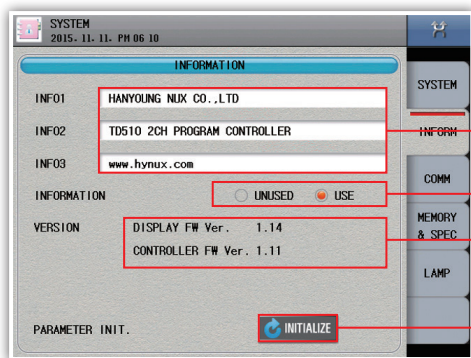 SYSTEM
2015. 11. 11. PM 06 10
INFORMATION
SYSTEM
INFO1 HANYOUNG NUX CO.,LTD
INFO2 TD510 2CH PROGRAM CONTROLLER
INFORM
INFO3 www.hynux.com
COMM
INFORMATION UNUSED USE
MEMORY
& SPEC
VERSION DISPLAY FW Ver. 1.14
CONTROLLER FW Ver. 1.11
LAMP
PARAMETER INIT. INITIALIZE